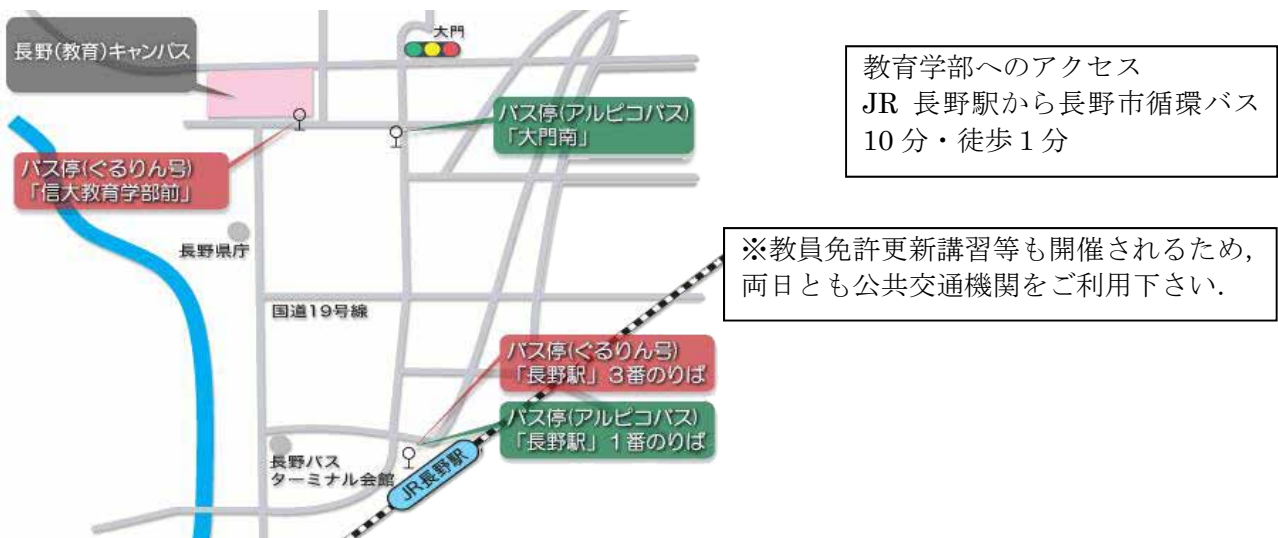 大門
長野(教育)キャンパス
バス停(アルピコバス)
「大門南」
バス停(ぐるりん号)
「信大教育学部前」
長野県庁
国道19号線
バス停(ぐるりん号)
「長野駅」3番のりば
バス停(アルピコバス)
「長野駅」1番のりば
長野バス
ターミナル会館
JR長野駅
教育学部へのアクセス
JR 長野駅から長野市循環バス
10 分・徒歩 1 分
※教員免許更新講習等も開催されるため,
両日とも公共交通機関をご利用下さい.